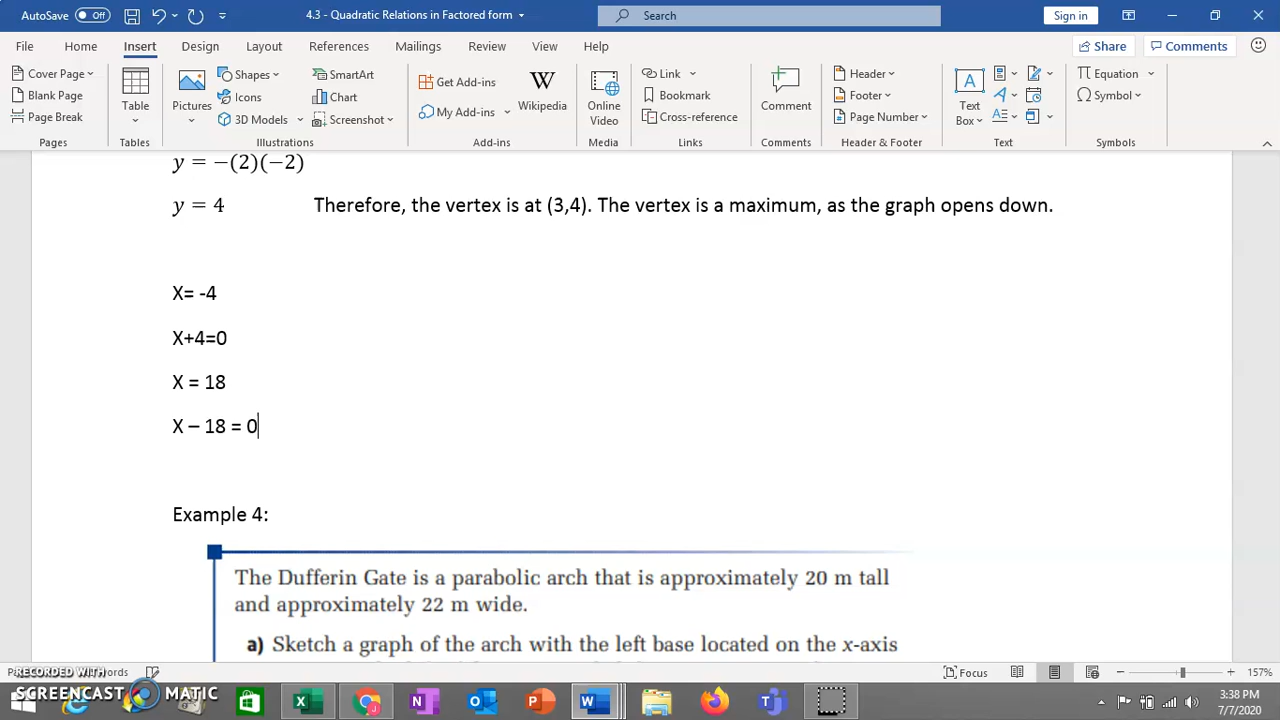 AutoSave Off 4.3 - Quadratic Relations in Factored form Search Sign in
File Home Insert Design Layout References Mailings Review View Help Share Comments
Cover Page
Blank Page
Page Break
Pages
Table
Tables
Pictures
Shapes
Icons
3D Models
SmartArt
Chart
Screenshot
Illustrations
Get Add-ins
My Add-ins
Wikipedia
Add-ins
Online
Video
Media
Link
Bookmark
Cross-reference
Links
Comment
Comments
Header
Footer
Page Number
Header & Footer
Text
Box
Text
Equation
Symbol
Symbols
y = −(2)(−2)
y = 4 Therefore, the vertex is at (3,4). The vertex is a maximum, as the graph opens down.
X= -4
X+4=0
X = 18
X – 18 = 0
Example 4:
The Dufferin Gate is a parabolic arch that is approximately 20 m tall
and approximately 22 m wide.
a) Sketch a graph of the arch with the left base located on the x-axis
Focus 157%
RECORDED WITH
SCREENCAST MATIC
3:38 PM
7/7/2020